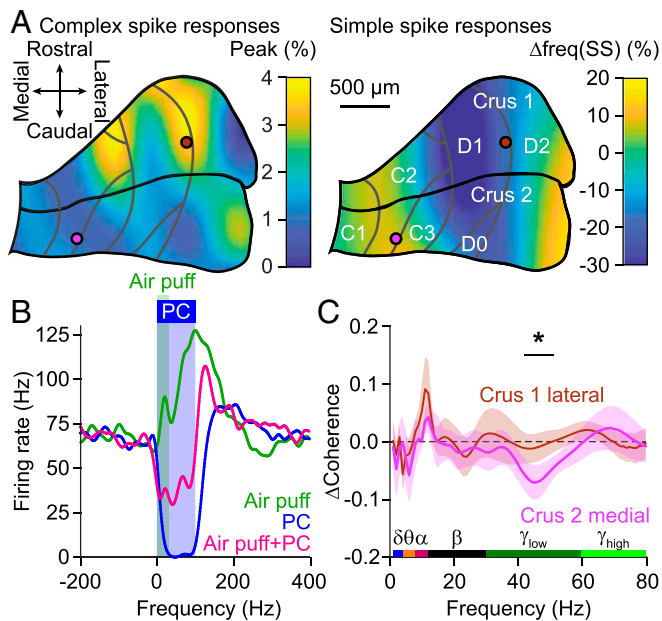 A Complex spike responses
Simple spike responses
Rostral
Medial
Lateral
Caudal
Peak (%)
4
3
2
1
0
500 µm
Δfreq(SS) (%)
20
10
0
-10
-20
-30
Crus 1
D1
D2
C2
Crus 2
C1
C3
D0
B
Air puff
PC
Firing rate (Hz)
125
100
75
50
25
0
Air puff
PC
Air puff+PC
-200
0
200
400
Frequency (Hz)
C
ΔCoherence
0.2
0.1
0.0
-0.1
-0.2
*
Crus 1 lateral
Crus 2 medial
δθα
β
γlow
γhigh
0
20
40
60
80
Frequency (Hz)